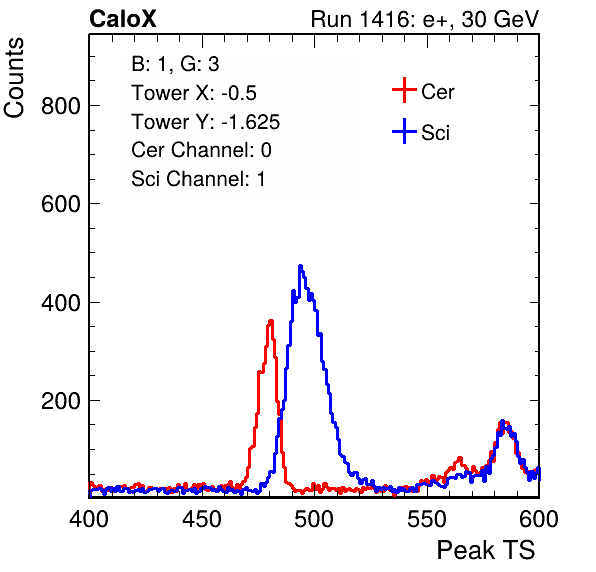 CaloX Run 1416: e+, 30 GeV
Counts
B: 1, G: 3
Tower X: -0.5
Tower Y: -1.625
Cer Channel: 0
Sci Channel: 1
Cer
Sci
800
600
400
200
400 450 500 550 600
Peak TS